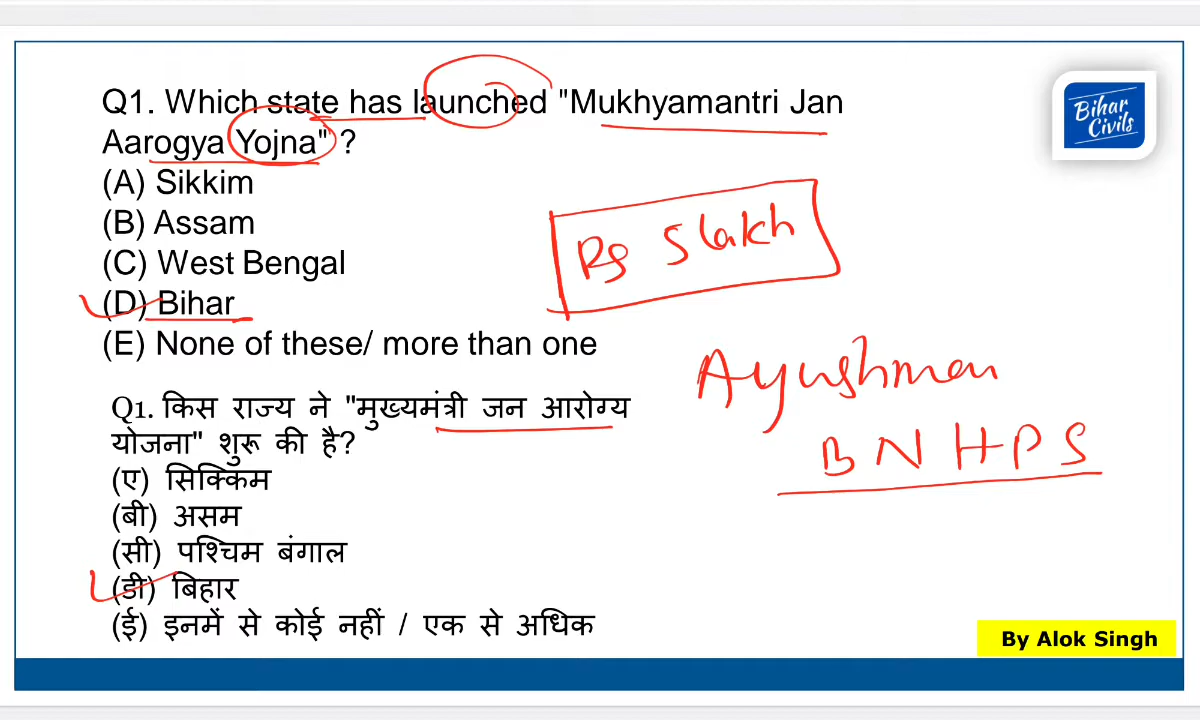 Q1. Which state has launched "Mukhyamantri Jan
Aarogya Yojna" ?
(A) Sikkim
(B) Assam
(C) West Bengal
(D) Bihar
(E) None of these/ more than one
Q1. किस राज्य ने "मुख्यमंत्री जन आरोग्य
योजना" शुरू की है?
(ए) सिक्किम
(बी) असम
(सी) पश्चिम बंगाल
(डी) बिहार
(ई) इनमें से कोई नहीं / एक से अधिक
Bihar
Civils
Rs 5 lakh
Ayushman
BNHPS
By Alok Singh